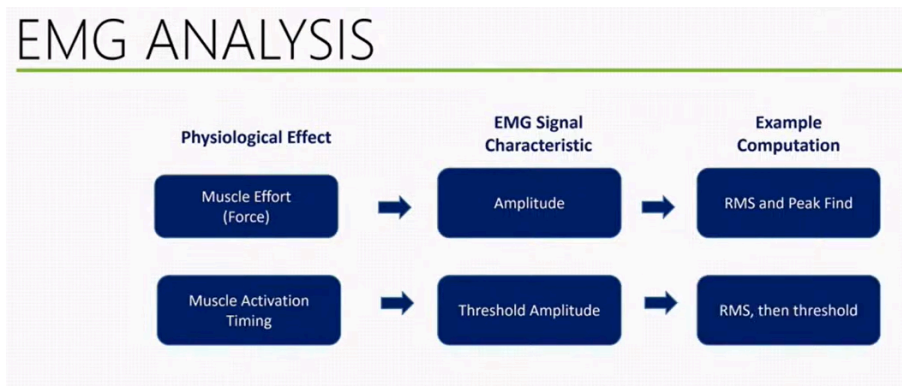 EMG ANALYSIS
Physiological Effect
EMG Signal
Characteristic
Example
Computation
Muscle Effort
(Force)
Amplitude
RMS and Peak Find
Muscle Activation
Timing
Threshold Amplitude
RMS, then threshold